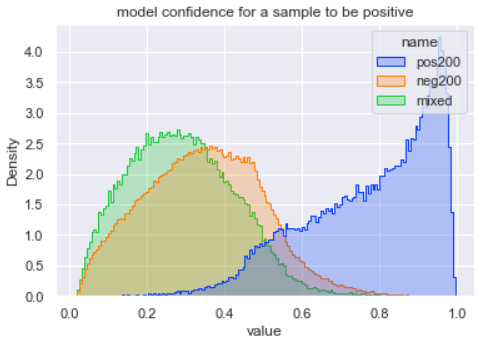 model confidence for a sample to be positive
name
pos200
neg200
mixed
Density
4.0
3.5
3.0
2.5
2.0
1.5
1.0
0.5
0.0
0.0 0.2 0.4 0.6 0.8 1.0
value